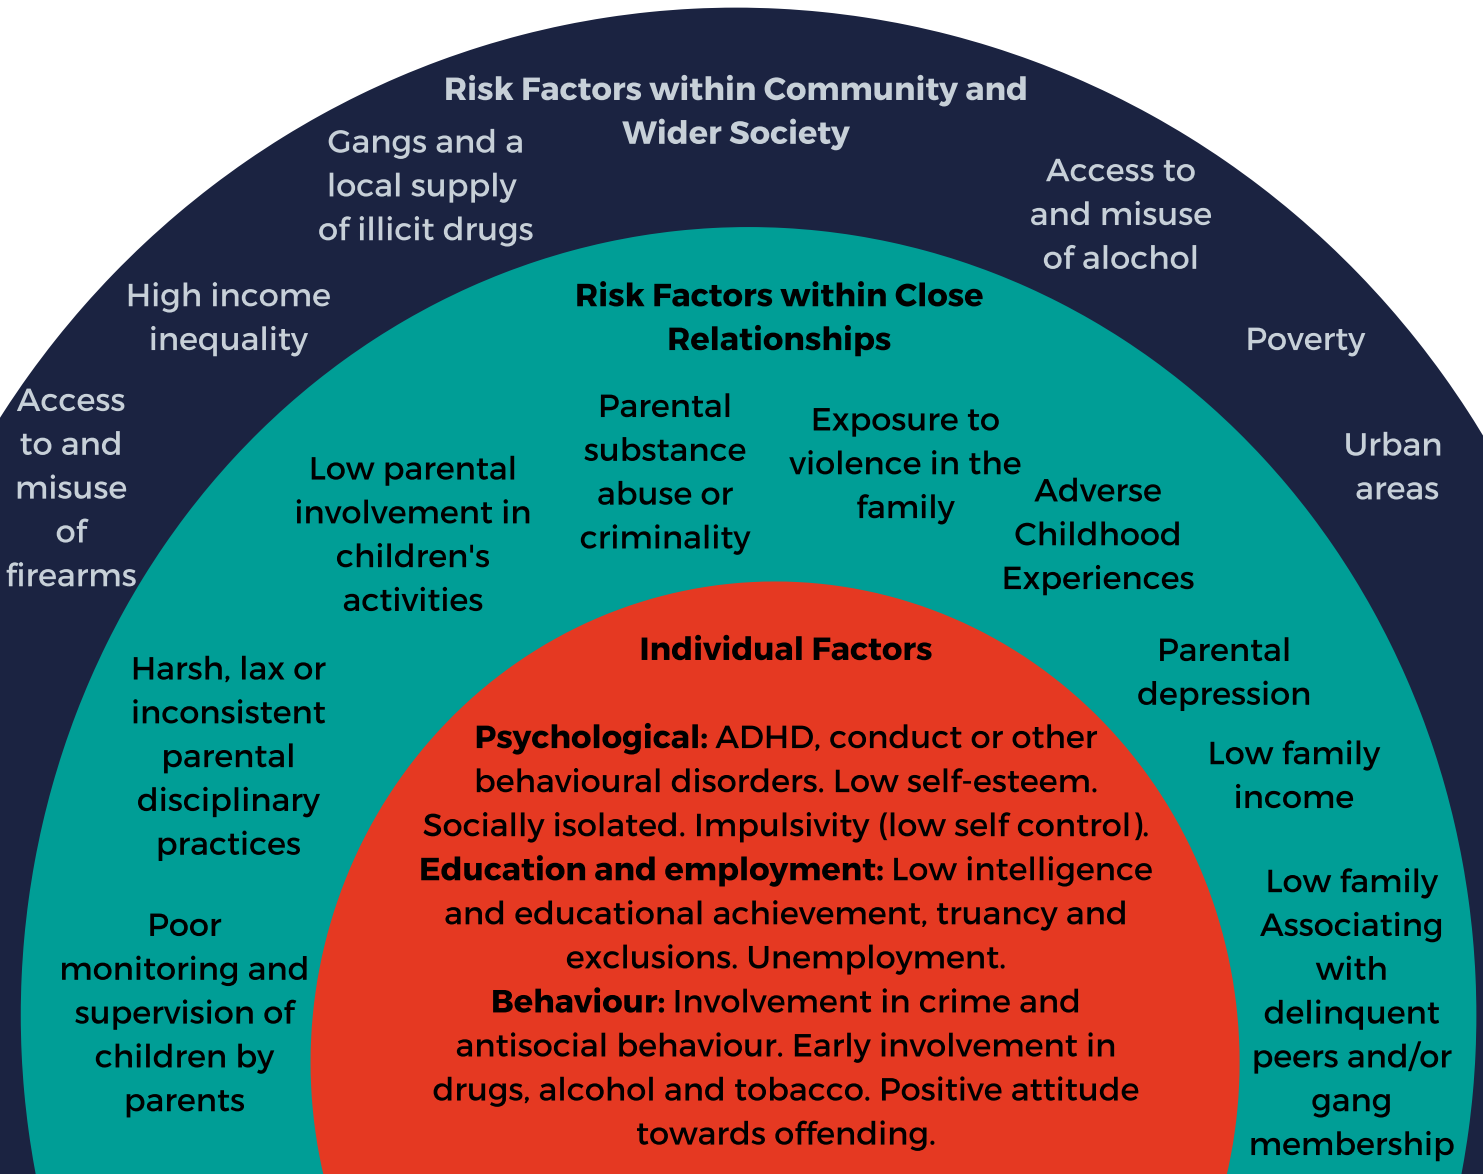 Risk Factors within Community and
Wider Society
Gangs and a
local supply
of illicit drugs
Access to
and misuse
of alochol
High income
inequality
Poverty
Access
to and
misuse
of
firearms
Urban
areas
Risk Factors within Close
Relationships
Parental
substance
abuse or
criminality
Exposure to
violence in the
family
Low parental
involvement in
children's
activities
Adverse
Childhood
Experiences
Harsh, lax or
inconsistent
parental
disciplinary
practices
Parental
depression
Low family
income
Poor
monitoring and
supervision of
children by
parents
Low family
Associating
with
delinquent
peers and/or
gang
membership
Individual Factors
Psychological: ADHD, conduct or other
behavioural disorders. Low self-esteem.
Socially isolated. Impulsivity (low self control).
Education and employment: Low intelligence
and educational achievement, truancy and
exclusions. Unemployment.
Behaviour: Involvement in crime and
antisocial behaviour. Early involvement in
drugs, alcohol and tobacco. Positive attitude
towards offending.